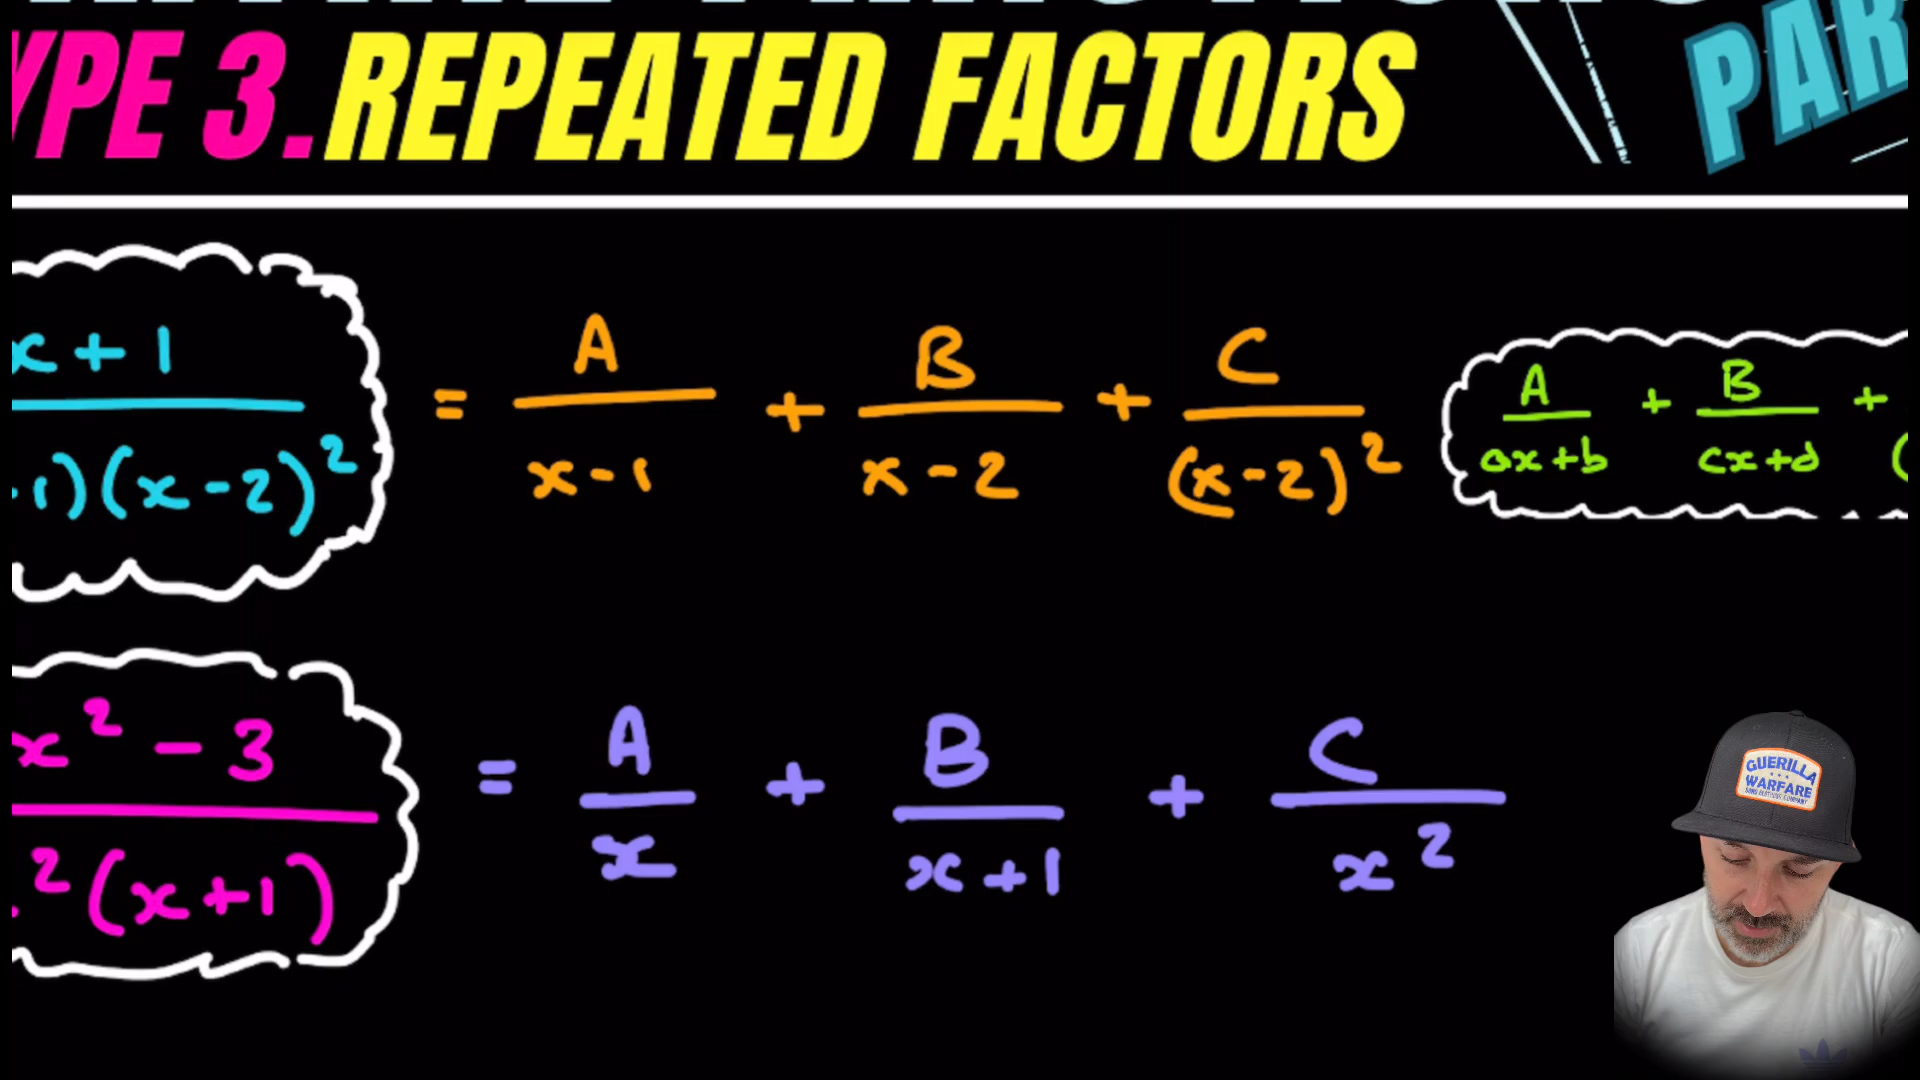 YPE 3. REPEATED FACTORS
PAR
x + 1
1)(x - 2)²
= A/(x - 1) + B/(x - 2) + C/(x - 2)²
A/(ax + b) + B/(cx + d) +
x² - 3
²(x + 1)
= A/x + B/(x + 1) + C/x²
GUERILLA
WARFARE